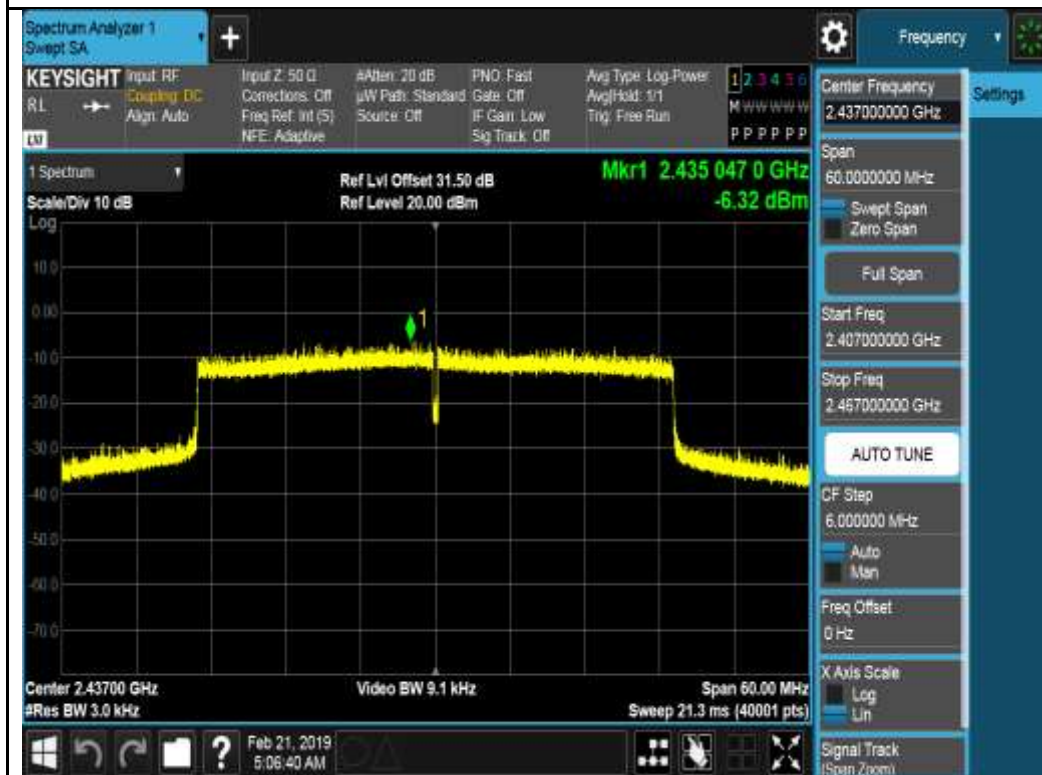 Spectrum Analyzer 1
Swept SA
+
Frequency
KEYSIGHT
RL
Input: RF
Coupling: DC
Align: Auto
Input Z: 50 Ω
Corrections: Off
Freq Ref: Int (S)
NFE: Adaptive
#Atten: 20 dB
µW Path: Standard
Source: Off
PNO: Fast
Gate: Off
IF Gain: Low
Sig Track: Off
Avg Type: Log-Power
Avg|Hold: 1/1
Trig: Free Run
1 2 3 4 5 6
M W W W W W
P P P P P P
1 Spectrum
Scale/Div 10 dB
Ref Lvl Offset 31.50 dB
Ref Level 20.00 dBm
Mkr1 2.435 047 0 GHz
-6.32 dBm
Log
10.0
0.00
-10.0
-20.0
-30.0
-40.0
-50.0
-60.0
-70.0
1
Center 2.43700 GHz
#Res BW 3.0 kHz
Video BW 9.1 kHz
Span 60.00 MHz
Sweep 21.3 ms (40001 pts)
?
Feb 21, 2019
5:06:40 AM
Center Frequency
2.437000000 GHz
Settings
Span
60.0000000 MHz
Swept Span
Zero Span
Full Span
Start Freq
2.407000000 GHz
Stop Freq
2.467000000 GHz
AUTO TUNE
CF Step
6.000000 MHz
Auto
Man
Freq Offset
0 Hz
X Axis Scale
Log
Lin
Signal Track
(Span Zoom)